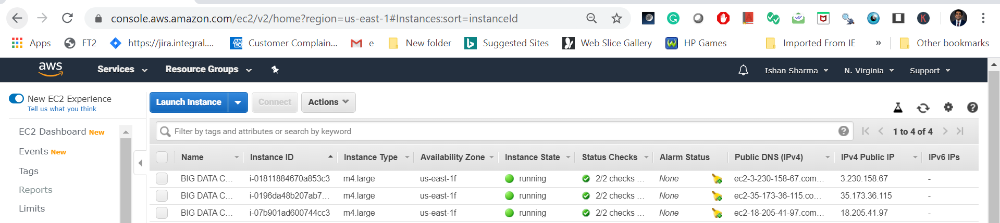 console.aws.amazon.com/ec2/v2/home?region=us-east-1#Instances:sort=instanceId
Apps FT2 https://jira.integral.... Customer Complain... e New folder Suggested Sites Web Slice Gallery HP Games Imported From IE » Other bookmarks
aws Services Resource Groups Ishan Sharma N. Virginia Support
New EC2 Experience
Tell us what you think
Launch Instance Connect Actions
EC2 Dashboard New
Events New
Tags
Reports
Limits
Filter by tags and attributes or search by keyword 1 to 4 of 4
Name Instance ID Instance Type Availability Zone Instance State Status Checks Alarm Status Public DNS (IPv4) IPv4 Public IP IPv6 IPs
BIG DATA C... i-01811884670a853c3 m4.large us-east-1f running 2/2 checks ... None ec2-3-230-158-67.com... 3.230.158.67 -
BIG DATA C... i-0196da48b207ab7... m4.large us-east-1f running 2/2 checks ... None ec2-35-173-36-115.co... 35.173.36.115 -
BIG DATA C... i-07b901ad600744cc3 m4.large us-east-1f running 2/2 checks ... None ec2-18-205-41-97.com... 18.205.41.97 -